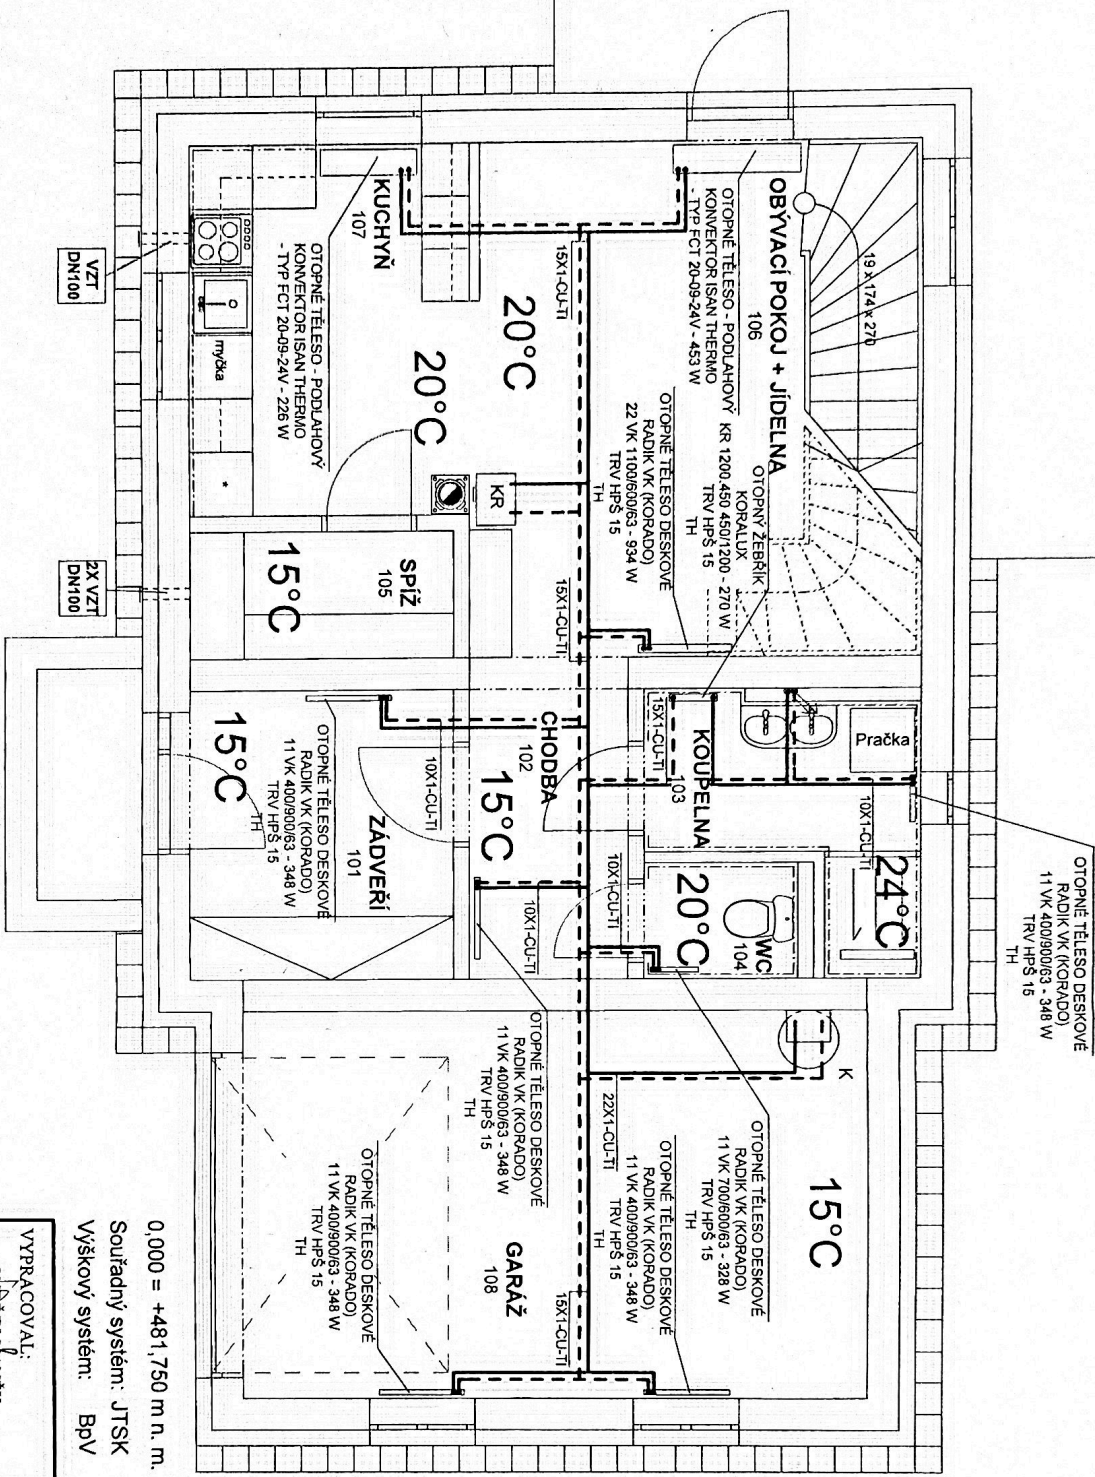 OBÝVACÍ POKOJ + JÍDELNA
106
19 x 174 x 270
OTOPNÉ TĚLESO - PODLAHOVÝ
KONVEKTOR ISAN THERMO
- TYP FCT 20-09-24V - 453 W
OTOPNÝ ŽEBŘÍK
KORALUX
KR 1200.450 450/1200 - 270 W
TRV HPŠ 15
TH
OTOPNÉ TĚLESO DESKOVÉ
RADIK VK (KORADO)
22 VK 1100/600/63 - 934 W
TRV HPŠ 15
TH
20°C
15X1-CU-TI
KUCHYŇ
107
OTOPNÉ TĚLESO - PODLAHOVÝ
KONVEKTOR ISAN THERMO
- TYP FCT 20-09-24V - 226 W
20°C
myčka
*
KR
VZT
DN100
2X VZT
DN100
SPÍŽ
105
15°C
15X1-CU-TI
Pračka
KOUPELNA
103
15X1-CU-TI
10X1-CU-TI
24°C
OTOPNÉ TĚLESO DESKOVÉ
RADIK VK (KORADO)
11 VK 400/900/63 - 348 W
TRV HPŠ 15
TH
CHODBA
102
15°C
10X1-CU-TI
10X1-CU-TI
10X1-CU-TI
WC
104
20°C
ZÁDVEŘÍ
101
OTOPNÉ TĚLESO DESKOVÉ
RADIK VK (KORADO)
11 VK 400/900/63 - 348 W
TRV HPŠ 15
TH
15°C
OTOPNÉ TĚLESO DESKOVÉ
RADIK VK (KORADO)
11 VK 400/900/63 - 348 W
TRV HPŠ 15
TH
K
22X1-CU-TI
15°C
OTOPNÉ TĚLESO DESKOVÉ
RADIK VK (KORADO)
11 VK 700/600/63 - 328 W
TRV HPŠ 15
TH
OTOPNÉ TĚLESO DESKOVÉ
RADIK VK (KORADO)
11 VK 400/900/63 - 348 W
TRV HPŠ 15
TH
GARÁŽ
108
15X1-CU-TI
OTOPNÉ TĚLESO DESKOVÉ
RADIK VK (KORADO)
11 VK 400/900/63 - 348 W
TRV HPŠ 15
TH
0,000 = +481,750 m n. m.
Souřadný systém: JTSK
Výškový systém: BpV
VYPRACOVAL: